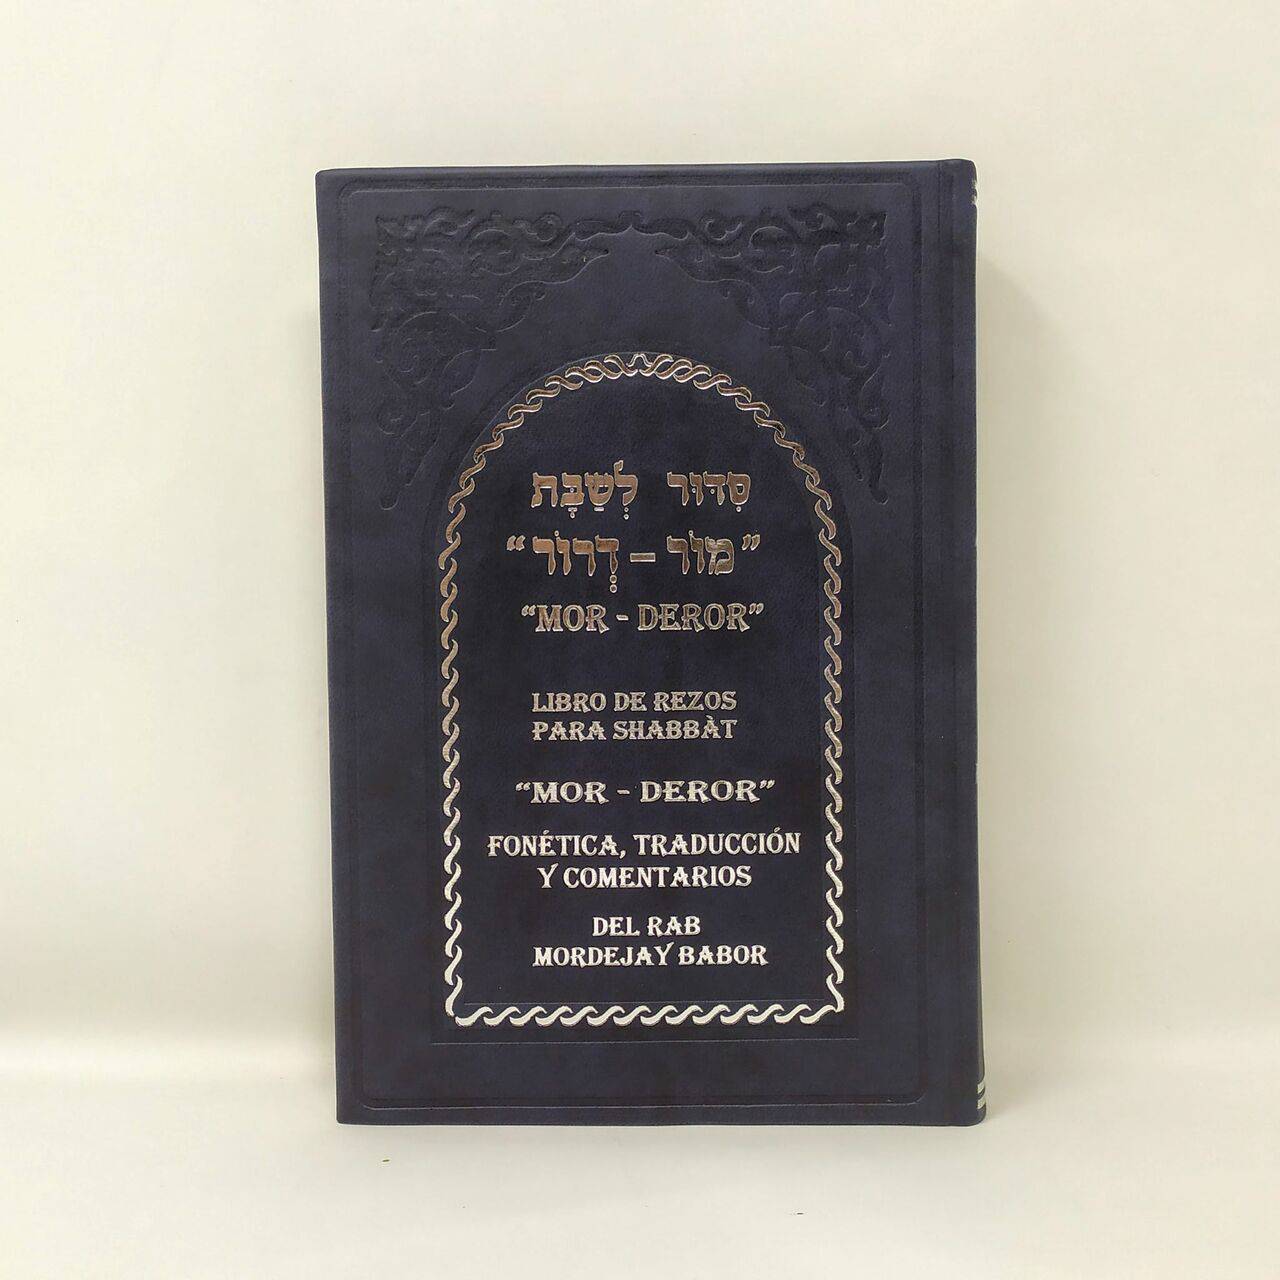 סִדּוּר לְשַׁבָּת
"מוֹר – דְּרוֹר"
“MOR - DEROR”
LIBRO DE REZOS
PARA SHABBÀT
“MOR - DEROR”
FONÉTICA, TRADUCCIÓN
Y COMENTARIOS
DEL RAB
MORDEJAY BABOR